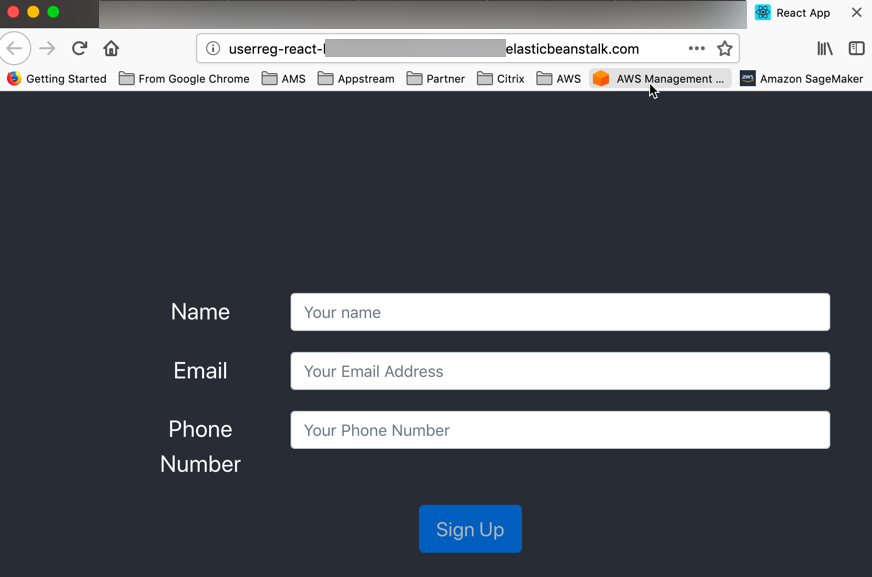 React App
userreg-react-
elasticbeanstalk.com
Getting Started From Google Chrome AMS Appstream Partner Citrix AWS AWS Management ... aws Amazon SageMaker
Name Your name
Email Your Email Address
Phone Number Your Phone Number
Sign Up